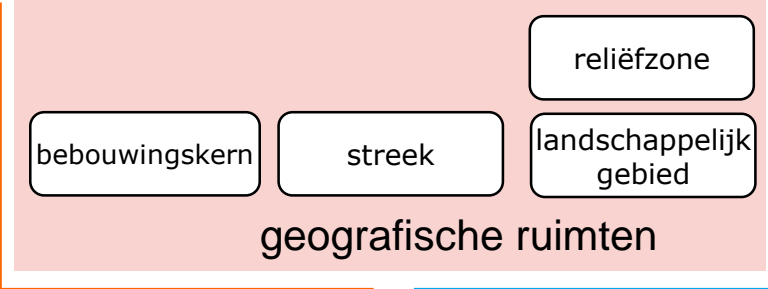 reliëfzone
bebouwingskern
streek
landschappelijk
gebied
geografische ruimten